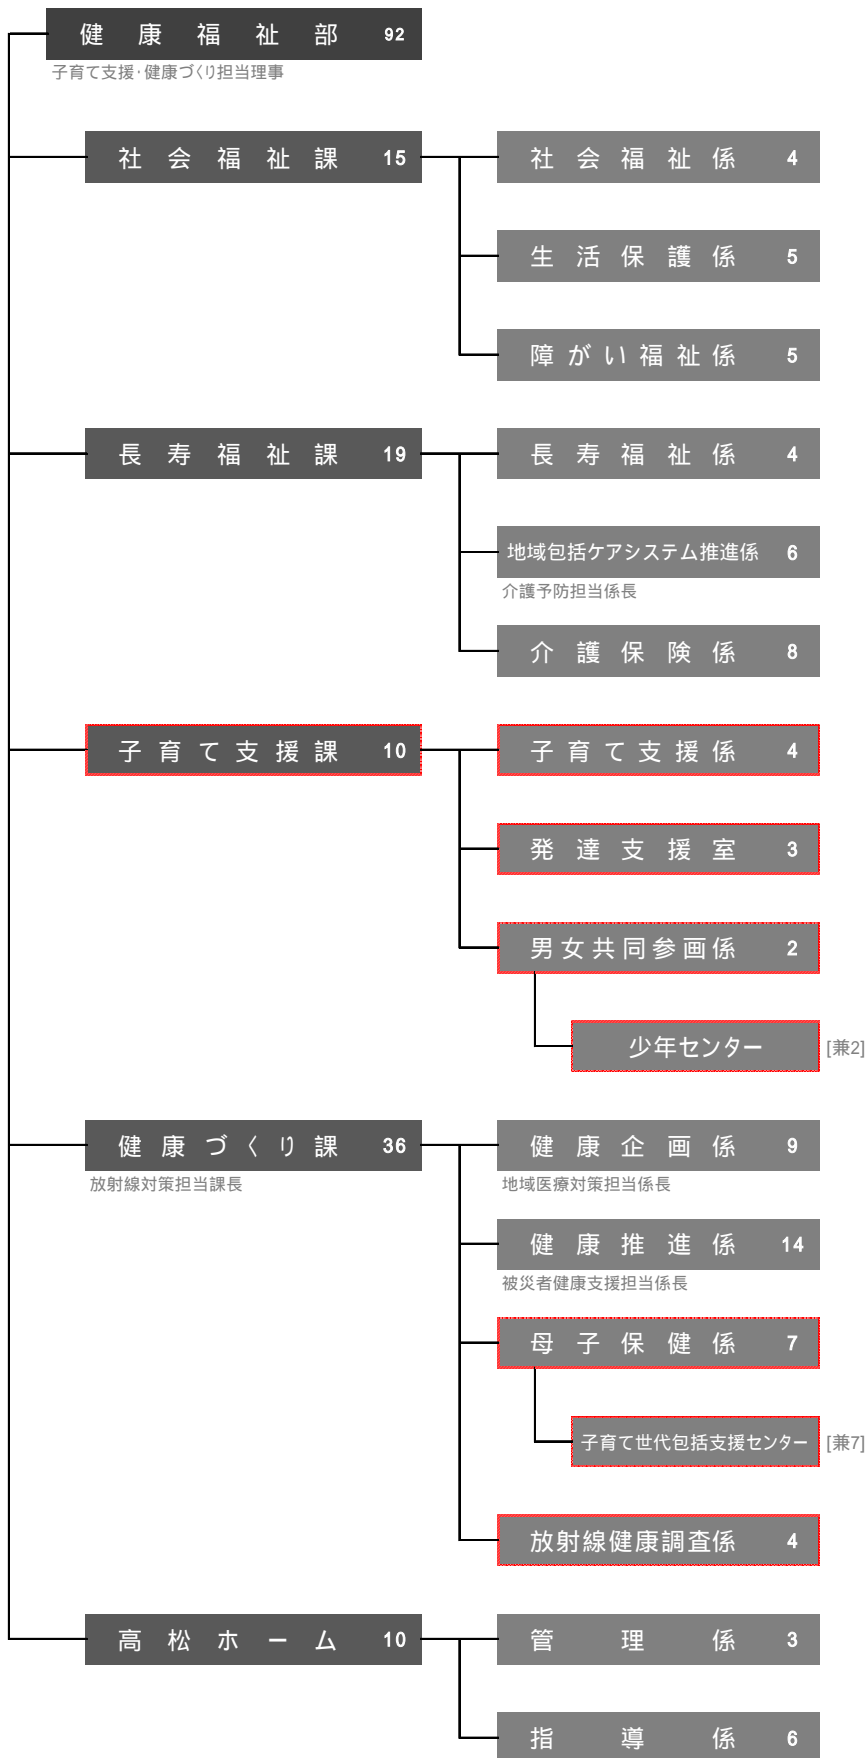 健康福祉部 92
子育て支援・健康づくり担当理事
社会福祉課 15
社会福祉係 4
生活保護係 5
障がい福祉係 5
長寿福祉課 19
長寿福祉係 4
地域包括ケアシステム推進係 6
介護予防担当係長
介護保険係 8
子育て支援課 10
子育て支援係 4
発達支援室 3
男女共同参画係 2
少年センター [兼2]
健康づくり課 36
放射線対策担当課長
健康企画係 9
地域医療対策担当係長
健康推進係 14
被災者健康支援担当係長
母子保健係 7
子育て世代包括支援センター [兼7]
放射線健康調査係 4
高松ホーム 10
管理係 3
指導係 6